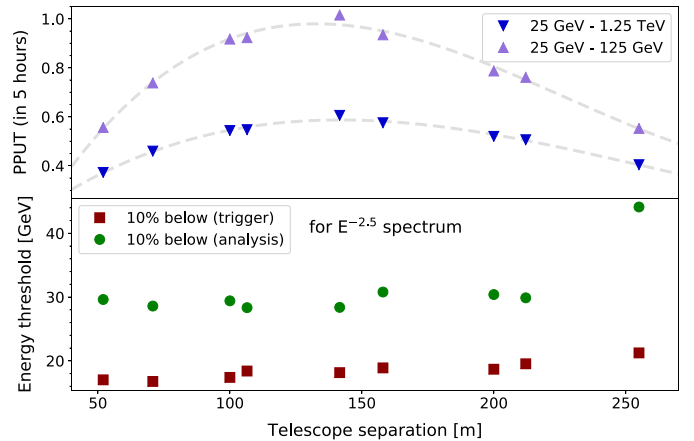 1.0
0.8
0.6
0.4
PPUT (in 5 hours)
25 GeV - 1.25 TeV
25 GeV - 125 GeV
40
30
20
Energy threshold [GeV]
10% below (trigger)
10% below (analysis)
for E⁻²·⁵ spectrum
50 100 150 200 250
Telescope separation [m]